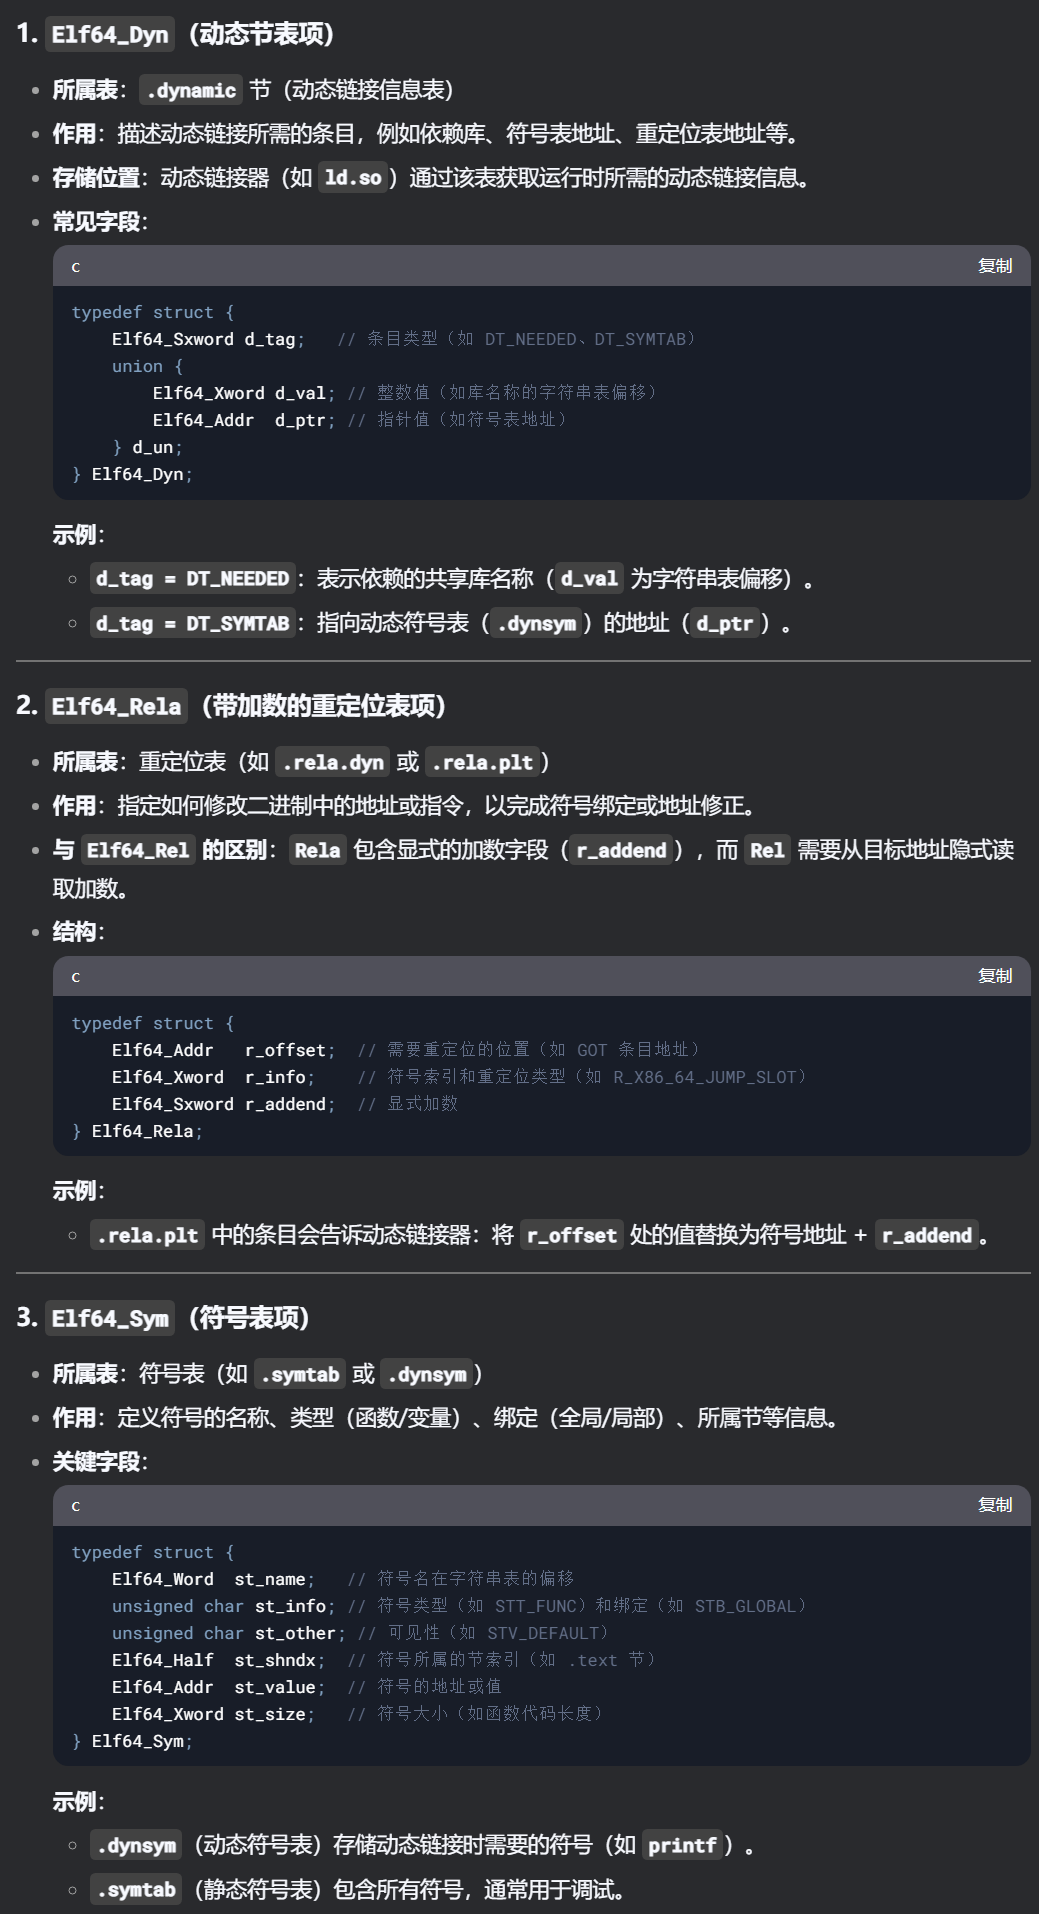 1. Elf64_Dyn（动态节表项）
所属表：.dynamic 节（动态链接信息表）
作用：描述动态链接所需的条目，例如依赖库、符号表地址、重定位表地址等。
存储位置：动态链接器（如 ld.so）通过该表获取运行时所需的动态链接信息。
常见字段：
c 复制
typedef struct {
    Elf64_Sxword d_tag;   // 条目类型（如 DT_NEEDED、DT_SYMTAB）
    union {
        Elf64_Xword d_val; // 整数值（如库名称的字符串表偏移）
        Elf64_Addr  d_ptr; // 指针值（如符号表地址）
    } d_un;
} Elf64_Dyn;
示例：
d_tag = DT_NEEDED：表示依赖的共享库名称（d_val 为字符串表偏移）。
d_tag = DT_SYMTAB：指向动态符号表（.dynsym）的地址（d_ptr）。
2. Elf64_Rela（带加数的重定位表项）
所属表：重定位表（如 .rela.dyn 或 .rela.plt）
作用：指定如何修改二进制中的地址或指令，以完成符号绑定或地址修正。
与 Elf64_Rel 的区别：Rela 包含显式的加数字段（r_addend），而 Rel 需要从目标地址隐式读
取加数。
结构：
c 复制
typedef struct {
    Elf64_Addr   r_offset;  // 需要重定位的位置（如 GOT 条目地址）
    Elf64_Xword  r_info;    // 符号索引和重定位类型（如 R_X86_64_JUMP_SLOT）
    Elf64_Sxword r_addend;  // 显式加数
} Elf64_Rela;
示例：
.rela.plt 中的条目会告诉动态链接器：将 r_offset 处的值替换为符号地址 + r_addend。
3. Elf64_Sym（符号表项）
所属表：符号表（如 .symtab 或 .dynsym）
作用：定义符号的名称、类型（函数/变量）、绑定（全局/局部）、所属节等信息。
关键字段：
c 复制
typedef struct {
    Elf64_Word  st_name;   // 符号名在字符串表的偏移
    unsigned char st_info; // 符号类型（如 STT_FUNC）和绑定（如 STB_GLOBAL）
    unsigned char st_other; // 可见性（如 STV_DEFAULT）
    Elf64_Half  st_shndx;  // 符号所属的节索引（如 .text 节）
    Elf64_Addr  st_value;  // 符号的地址或值
    Elf64_Xword st_size;   // 符号大小（如函数代码长度）
} Elf64_Sym;
示例：
.dynsym（动态符号表）存储动态链接时需要的符号（如 printf）。
.symtab（静态符号表）包含所有符号，通常用于调试。